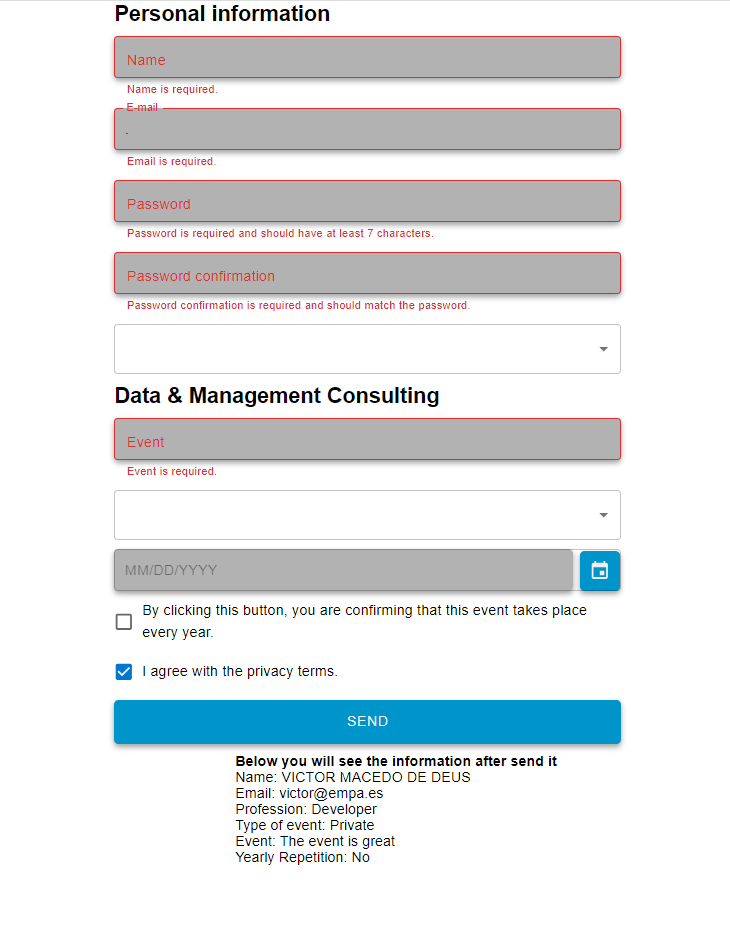 Personal information
Name
Name is required.
E-mail
.
Email is required.
Password
Password is required and should have at least 7 characters.
Password confirmation
Password confirmation is required and should match the password.
Data & Management Consulting
Event
Event is required.
MM/DD/YYYY
By clicking this button, you are confirming that this event takes place
every year.
I agree with the privacy terms.
SEND
Below you will see the information after send it
Name: VICTOR MACEDO DE DEUS
Email: victor@empa.es
Profession: Developer
Type of event: Private
Event: The event is great
Yearly Repetition: No